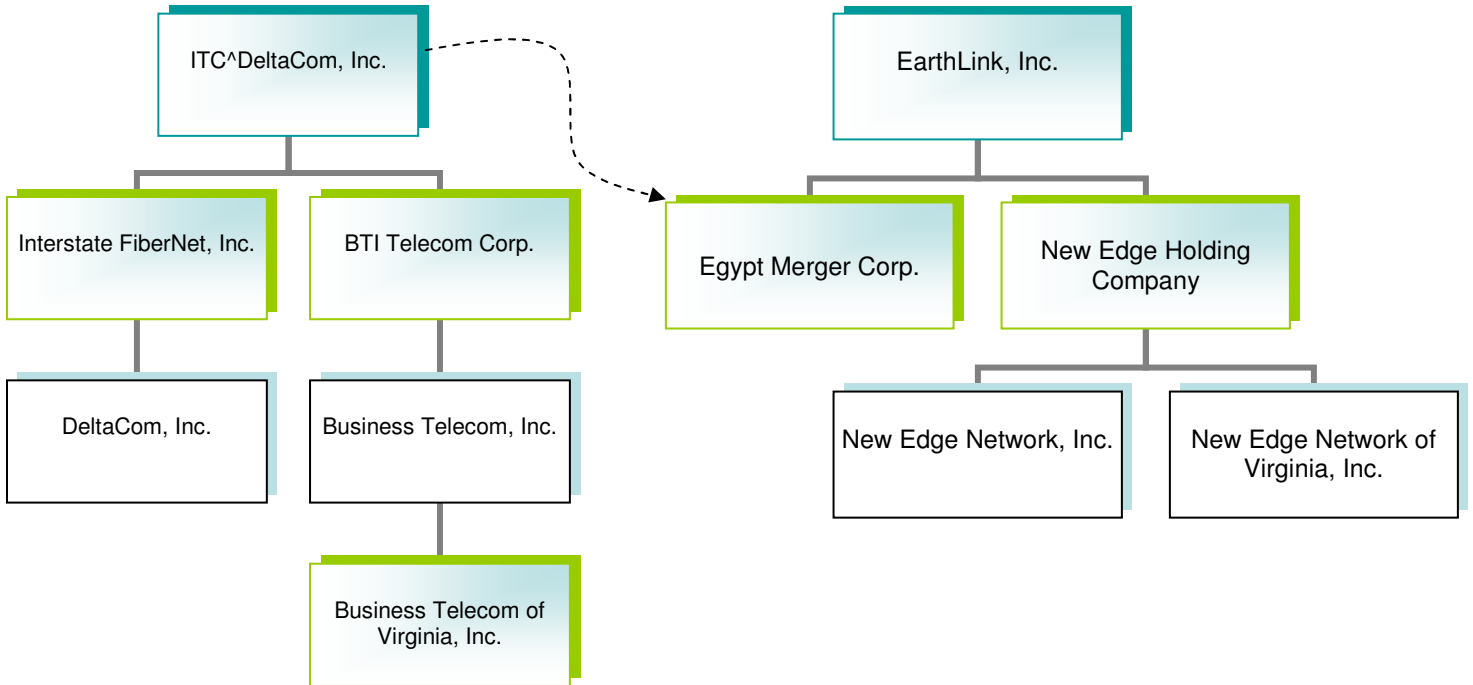 ITC^DeltaCom, Inc.
EarthLink, Inc.
Interstate FiberNet, Inc.
BTI Telecom Corp.
Egypt Merger Corp.
New Edge Holding
Company
DeltaCom, Inc.
Business Telecom, Inc.
New Edge Network, Inc.
New Edge Network of
Virginia, Inc.
Business Telecom of
Virginia, Inc.